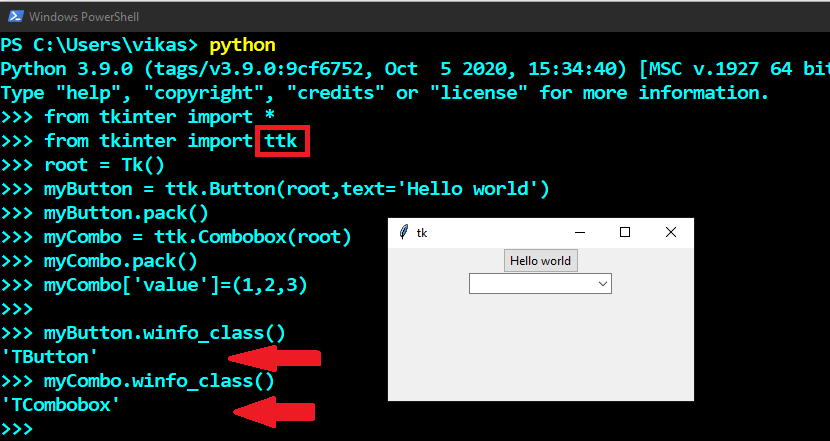 Windows PowerShell
PS C:\Users\vikas> python
Python 3.9.0 (tags/v3.9.0:9cf6752, Oct  5 2020, 15:34:40) [MSC v.1927 64 bit
Type "help", "copyright", "credits" or "license" for more information.
>>> from tkinter import *
>>> from tkinter import ttk
>>> root = Tk()
>>> myButton = ttk.Button(root,text='Hello world')
>>> myButton.pack()
>>> myCombo = ttk.Combobox(root)
>>> myCombo.pack()
>>> myCombo['value']=(1,2,3)
>>>
>>> myButton.winfo_class()
'TButton'
>>> myCombo.winfo_class()
'TCombobox'
>>>
tk
Hello world